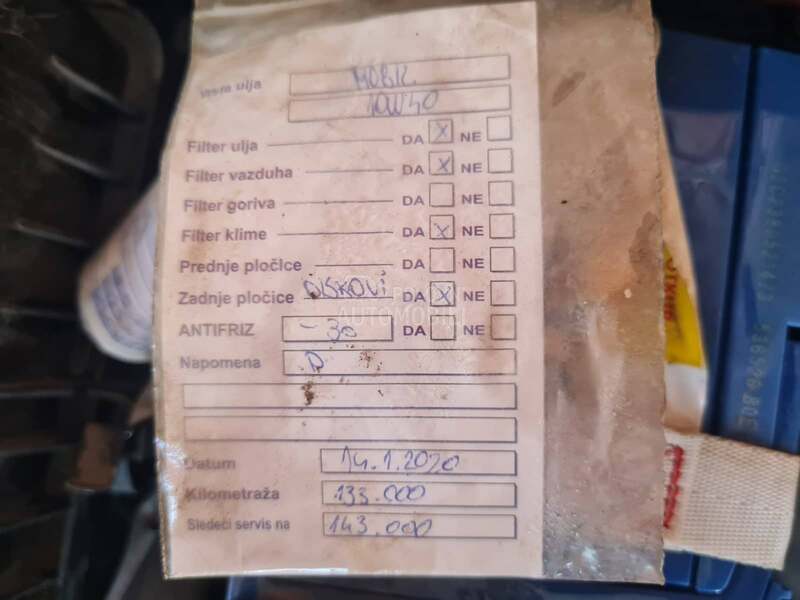 Vrsta ulja MOBIL
10W40
Filter ulja DA X NE
Filter vazduha DA X NE
Filter goriva DA NE
Filter klime DA X NE
Prednje pločice DA NE
Zadnje pločice DISKOVI DA X NE
ANTIFRIZ -30 DA NE
Napomena
Datum 14.1.2020
Kilometraža 133.000
Sledeći servis na 143.000